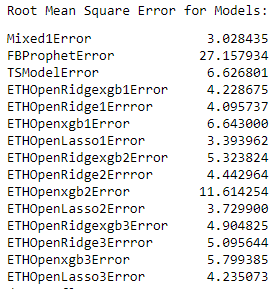 Root Mean Square Error for Models:
Mixed1Error 3.028435
FBProphetError 27.157934
TSModelError 6.626801
ETHOpenRidgexgb1Error 4.228675
ETHOpenRidge1Errror 4.095737
ETHOpenxgb1Error 6.643000
ETHOpenLasso1Error 3.393962
ETHOpenRidgexgb2Error 5.323824
ETHOpenRidge2Errror 4.442964
ETHOpenxgb2Error 11.614254
ETHOpenLasso2Error 3.729900
ETHOpenRidgexgb3Error 4.904825
ETHOpenRidge3Errror 5.095644
ETHOpenxgb3Error 5.799385
ETHOpenLasso3Error 4.235073